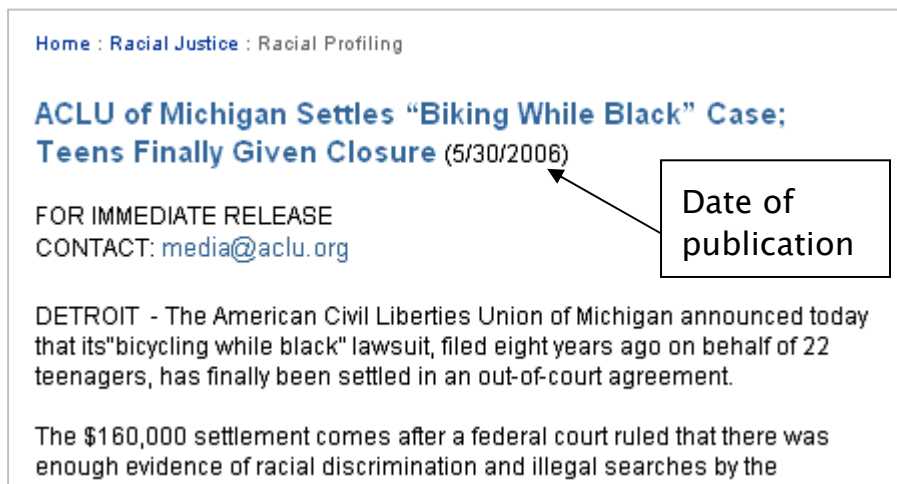 Home : Racial Justice : Racial Profiling
ACLU of Michigan Settles “Biking While Black” Case;
Teens Finally Given Closure (5/30/2006)
Date of
publication
FOR IMMEDIATE RELEASE
CONTACT: media@aclu.org
DETROIT - The American Civil Liberties Union of Michigan announced today
that its"bicycling while black" lawsuit, filed eight years ago on behalf of 22
teenagers, has finally been settled in an out-of-court agreement.
The $160,000 settlement comes after a federal court ruled that there was
enough evidence of racial discrimination and illegal searches by the